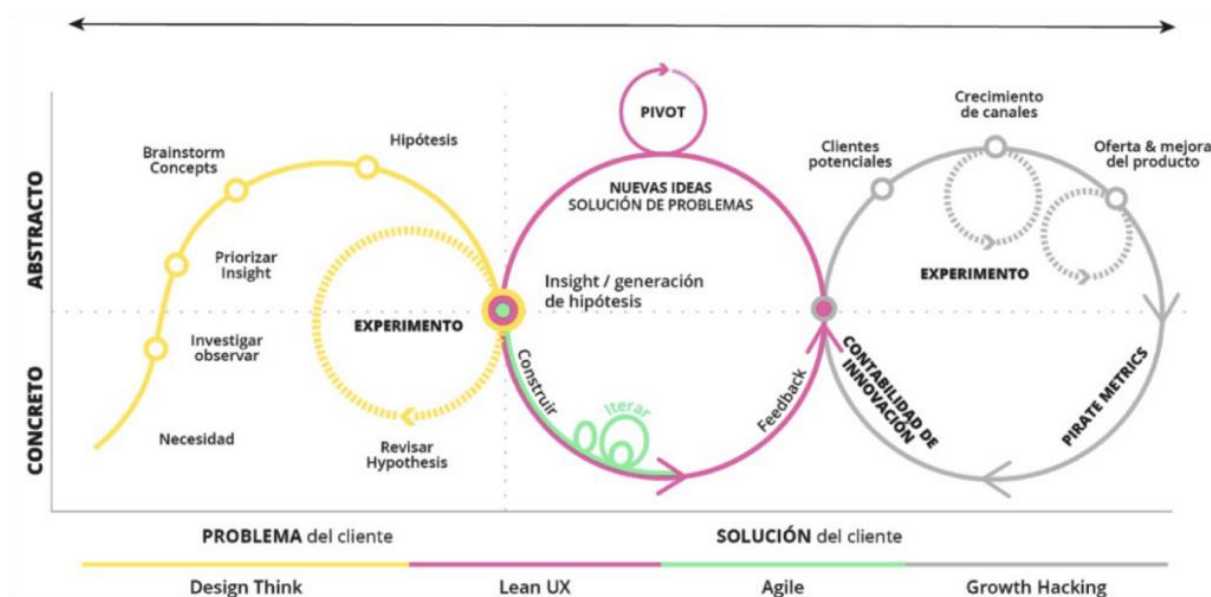 ABSTRACTO
CONCRETO
Necesidad
Investigar
observar
Priorizar
Insight
Brainstorm
Concepts
Hipótesis
EXPERIMENTO
Revisar
Hypothesis
PIVOT
NUEVAS IDEAS
SOLUCIÓN DE PROBLEMAS
Insight / generación
de hipótesis
Construir
Iterar
Feedback
Clientes
potenciales
Crecimiento
de canales
Oferta & mejora
del producto
EXPERIMENTO
CONTABILIDAD DE
INNOVACIÓN
PIRATE METRICS
PROBLEMA del cliente
SOLUCIÓN del cliente
Design Think
Lean UX
Agile
Growth Hacking